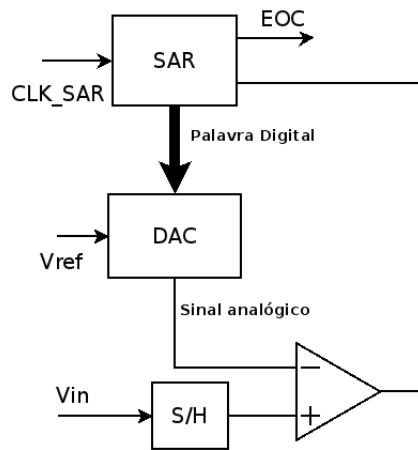 EOC
SAR
CLK_SAR
Palavra Digital
DAC
Vref
Sinal analógico
Vin
S/H